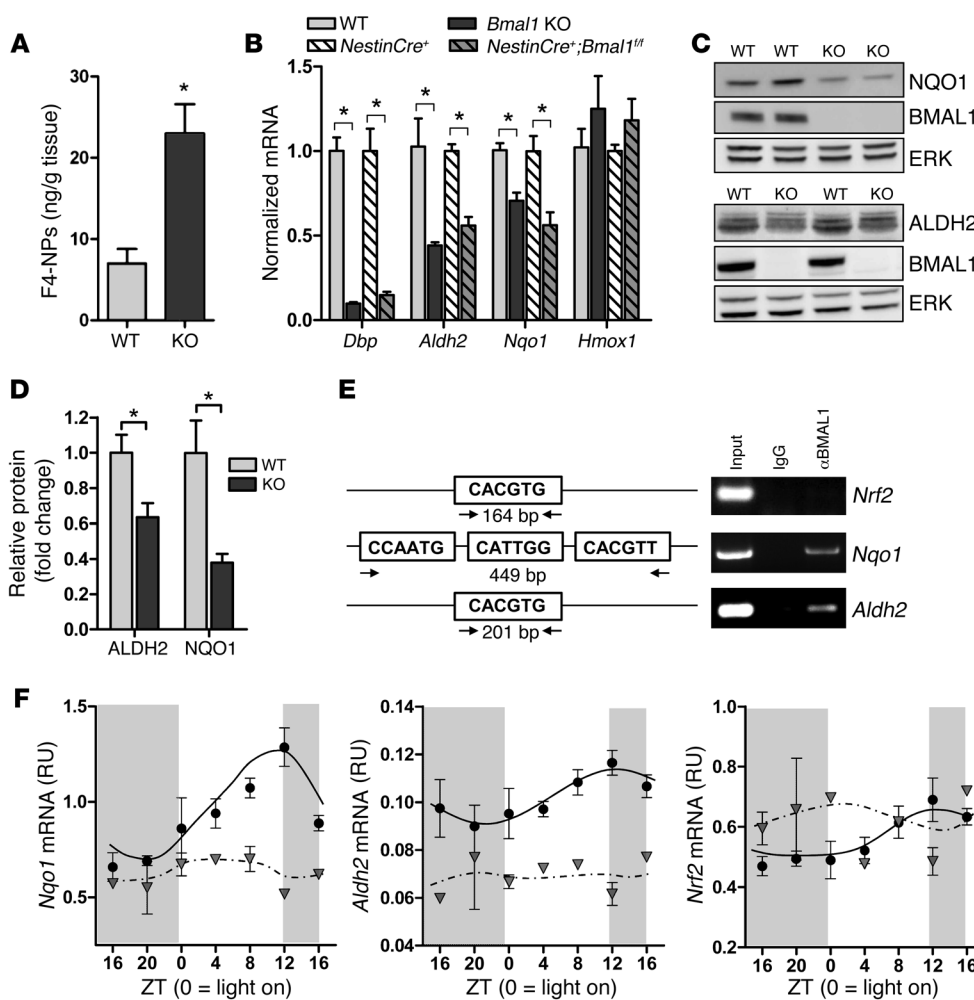 WT
Bmal1 KO
NestinCre+
NestinCre+;Bmal1f/f
A
F4-NPs (ng/g tissue)
30
20
10
0
*
WT KO
B
Normalized mRNA
1.5
1.0
0.5
0.0
* * * * * *
Dbp Aldh2 Nqo1 Hmox1
C
WT WT KO KO
NQO1
BMAL1
ERK
WT KO WT KO
ALDH2
BMAL1
ERK
D
Relative protein
(fold change)
1.2
1.0
0.8
0.6
0.4
0.2
0.0
* *
WT
KO
ALDH2 NQO1
E
CACGTG
164 bp
CCAATG CATTGG CACGTT
449 bp
CACGTG
201 bp
Input IgG αBMAL1
Nrf2
Nqo1
Aldh2
F
Nqo1 mRNA (RU)
1.5
1.0
0.5
16 20 0 4 8 12 16
ZT (0 = light on)
Aldh2 mRNA (RU)
0.14
0.12
0.10
0.08
0.06
0.04
16 20 0 4 8 12 16
ZT (0 = light on)
Nrf2 mRNA (RU)
1.0
0.8
0.6
0.4
0.2
16 20 0 4 8 12 16
ZT (0 = light on)